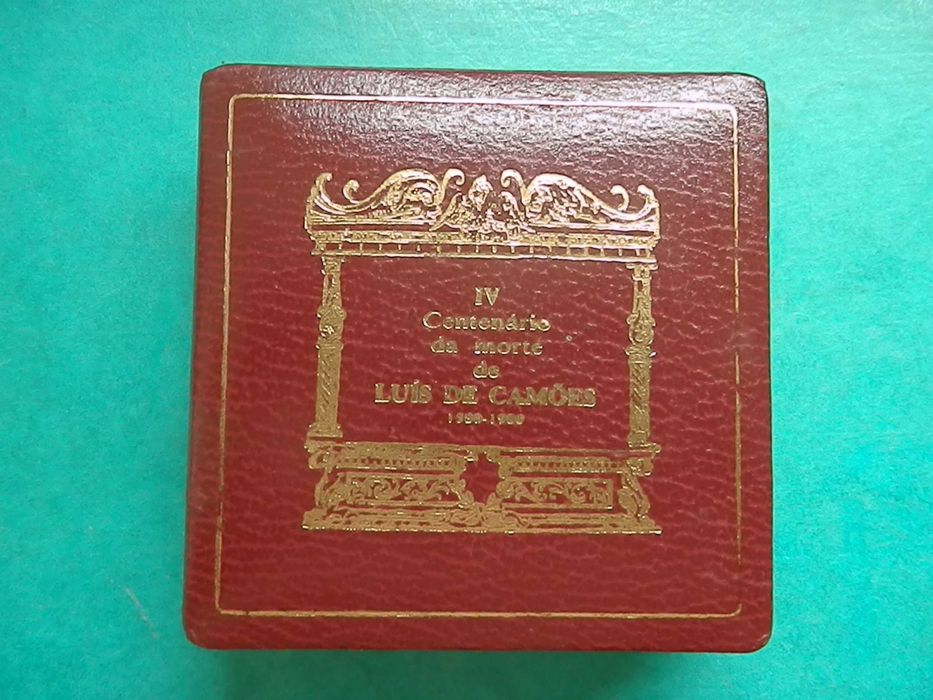 IV
Centenário
da morte
de
LUÍS DE CAMÕES
1580-1980